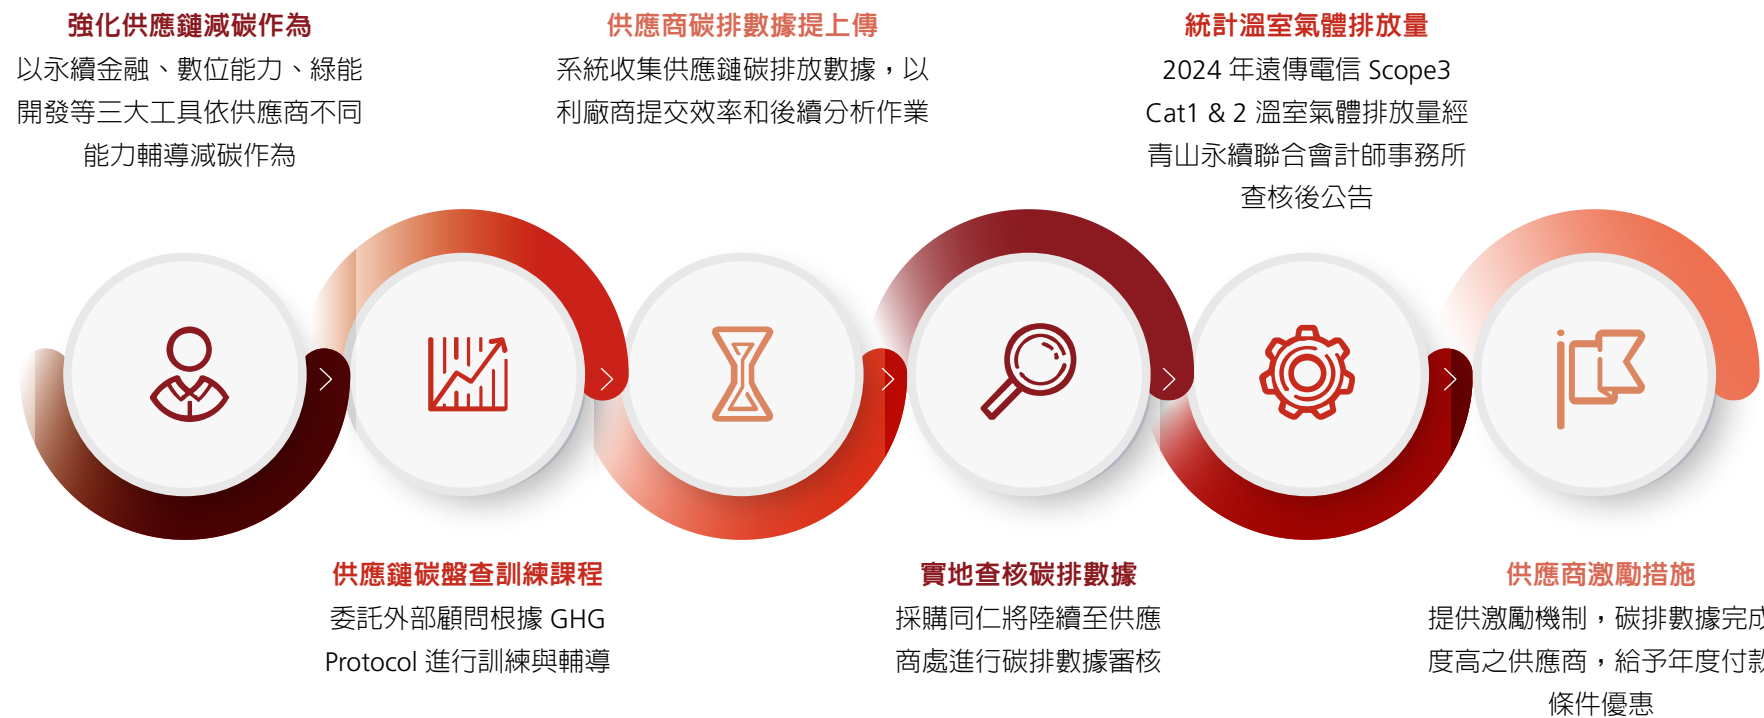 強化供應鏈減碳作為
以永續金融、數位能力、綠能
開發等三大工具依供應商不同
能力輔導減碳作為
供應鏈碳盤查訓練課程
委託外部顧問根據 GHG
Protocol 進行訓練與輔導
供應商碳排數據提上傳
系統收集供應鏈碳排放數據，以
利廠商提交效率和後續分析作業
實地查核碳排數據
採購同仁將陸續至供應
商處進行碳排數據審核
統計溫室氣體排放量
2024 年遠傳電信 Scope3
Cat1 & 2 溫室氣體排放量經
青山永續聯合會計師事務所
查核後公告
供應商激勵措施
提供激勵機制，碳排數據完成
度高之供應商，給予年度付款
條件優惠